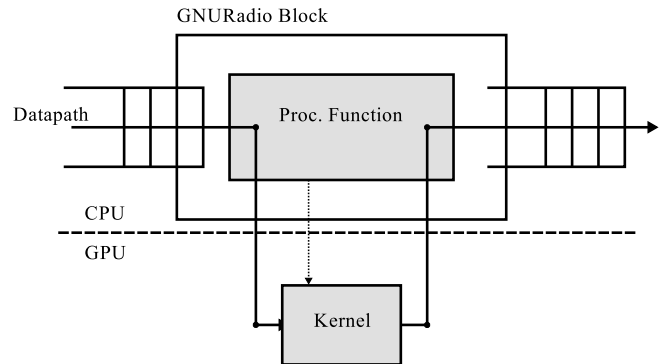 GNURadio Block
Datapath
Proc. Function
CPU
GPU
Kernel